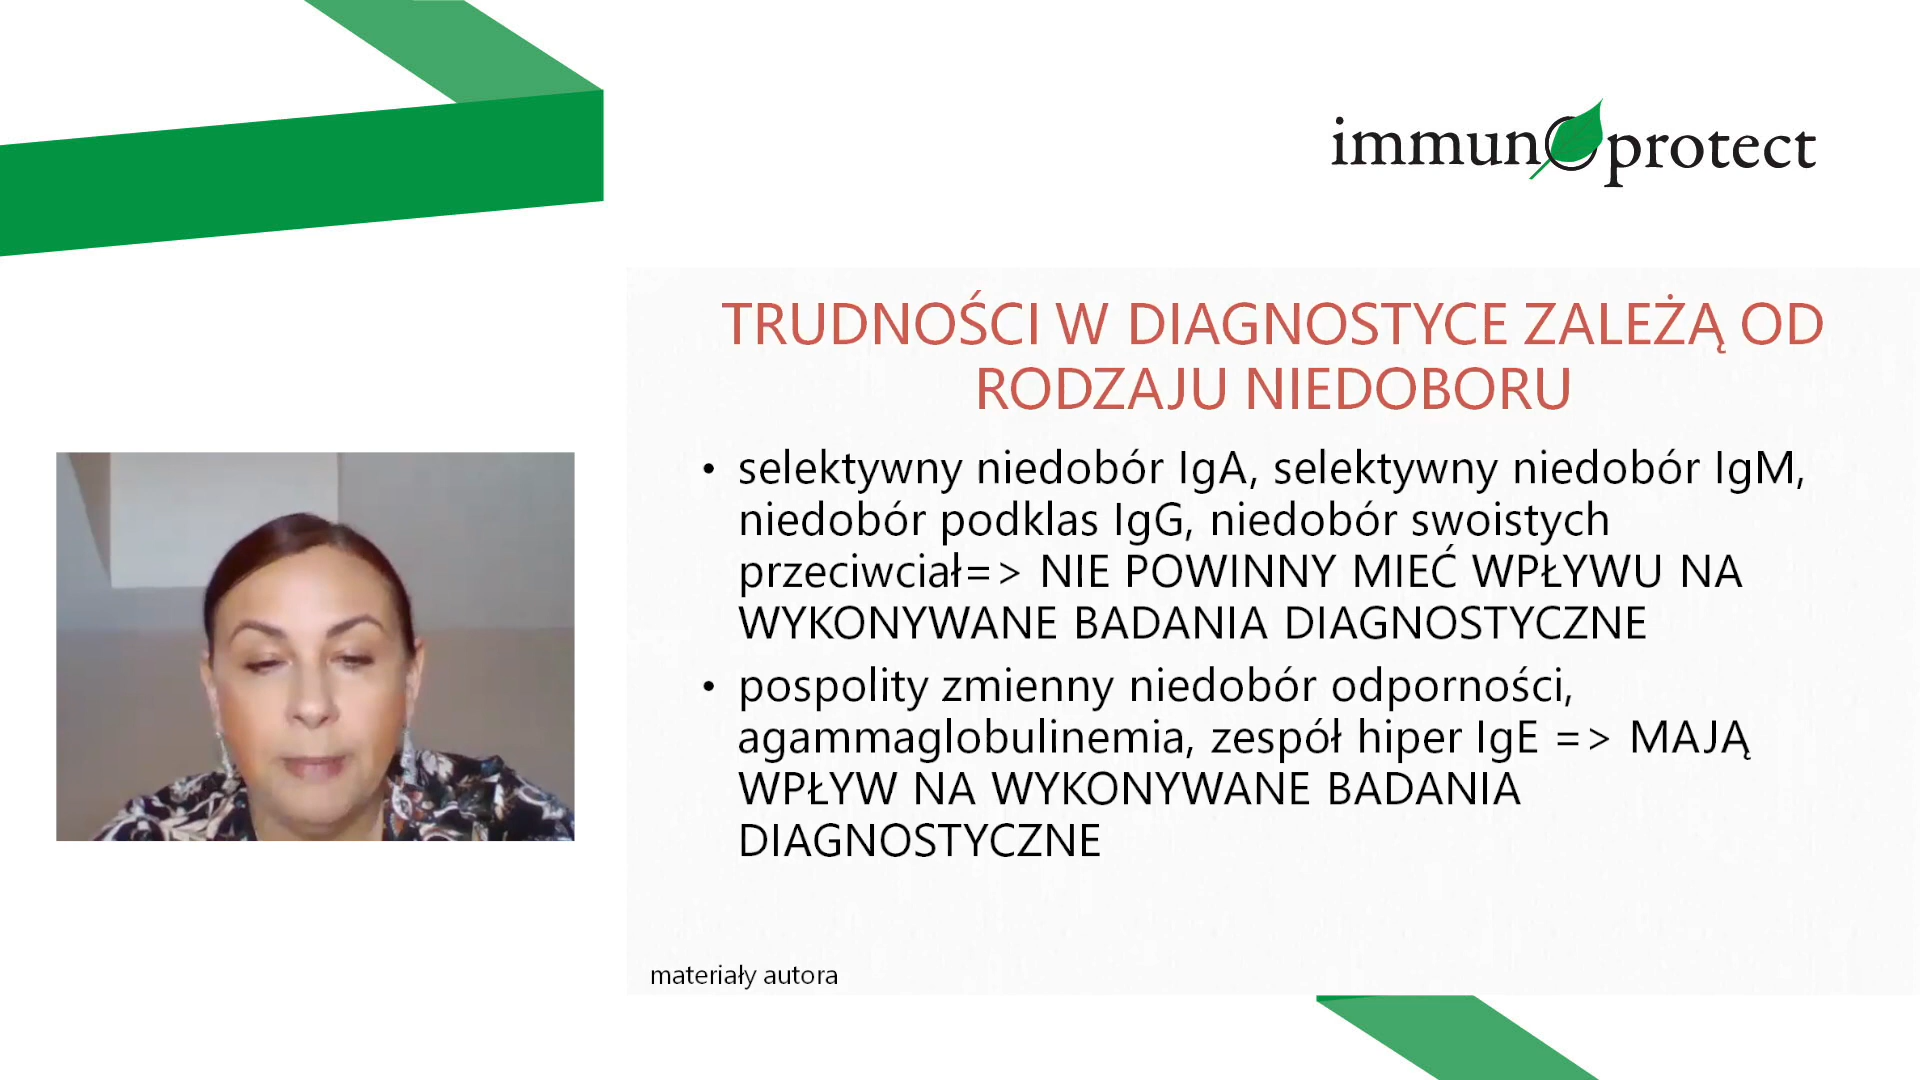 immunoprotect
TRUDNOŚCI W DIAGNOSTYCE ZALEŻĄ OD
RODZAJU NIEDOBORU
• selektywny niedobór IgA, selektywny niedobór IgM,
niedobór podklas IgG, niedobór swoistych
przeciwciał=> NIE POWINNY MIEĆ WPŁYWU NA
WYKONYWANE BADANIA DIAGNOSTYCZNE
• pospolity zmienny niedobór odporności,
agammaglobulinemia, zespół hiper IgE => MAJĄ
WPŁYW NA WYKONYWANE BADANIA
DIAGNOSTYCZNE
materiały autora